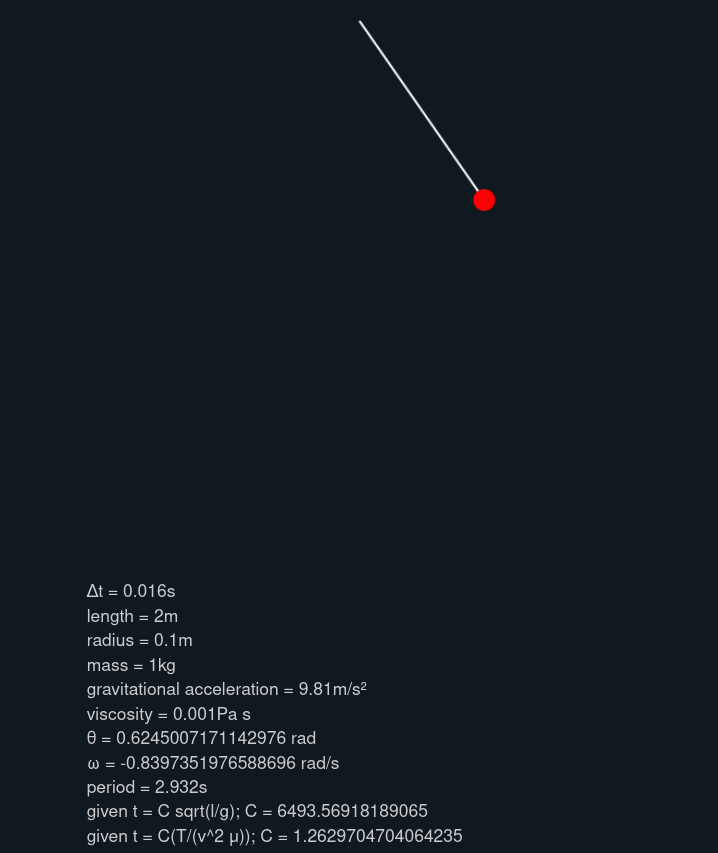 Δt = 0.016s
length = 2m
radius = 0.1m
mass = 1kg
gravitational acceleration = 9.81m/s²
viscosity = 0.001Pa s
θ = 0.6245007171142976 rad
ω = -0.8397351976588696 rad/s
period = 2.932s
given t = C sqrt(l/g); C = 6493.56918189065
given t = C(T/(v^2 μ)); C = 1.2629704704064235